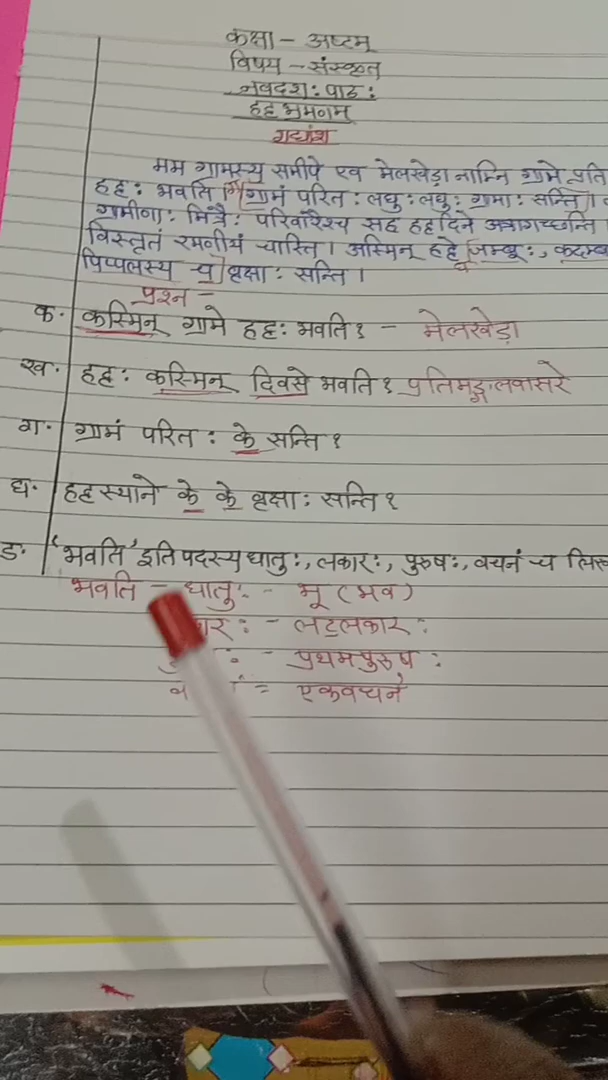 कक्षा - अष्टम्
विषय - संस्कृत
नवदश: पाठ:
हट्ट भ्रमणम्
गद्यांश
मम ग्रामस्य समीपे एव मेलखेडा नाम्नि ग्रामे प्रति
हट्ट: भवति । ग्रामं परित: लघु: लघु: ग्रामा: सन्ति ।
ग्रामीणा: मित्रै: परिवारैश्च सह हट्टदिने अत्रागच्छन्ति ।
विस्तृतं रमणीयं चास्ति । अस्मिन् हट्टे जम्बू:, कदम्ब
पिप्पलस्य च वृक्षा: सन्ति ।
प्रश्न -
क. कस्मिन् ग्रामे हट्ट: भवति? - मेलखेड़ा
ख. हट्ट: कस्मिन् दिवसे भवति? प्रतिमङ्गलवासरे
ग. ग्रामं परित: के सन्ति?
घ. हट्टस्थाने के के वृक्षा: सन्ति?
ङ. 'भवति' इति पदस्य धातु:, लकार:, पुरुष:, वचनं च
भवति - धातु: - भू (भव)
कार: - लट्लकार:
- प्रथमपुरुष:
= एकवचनं